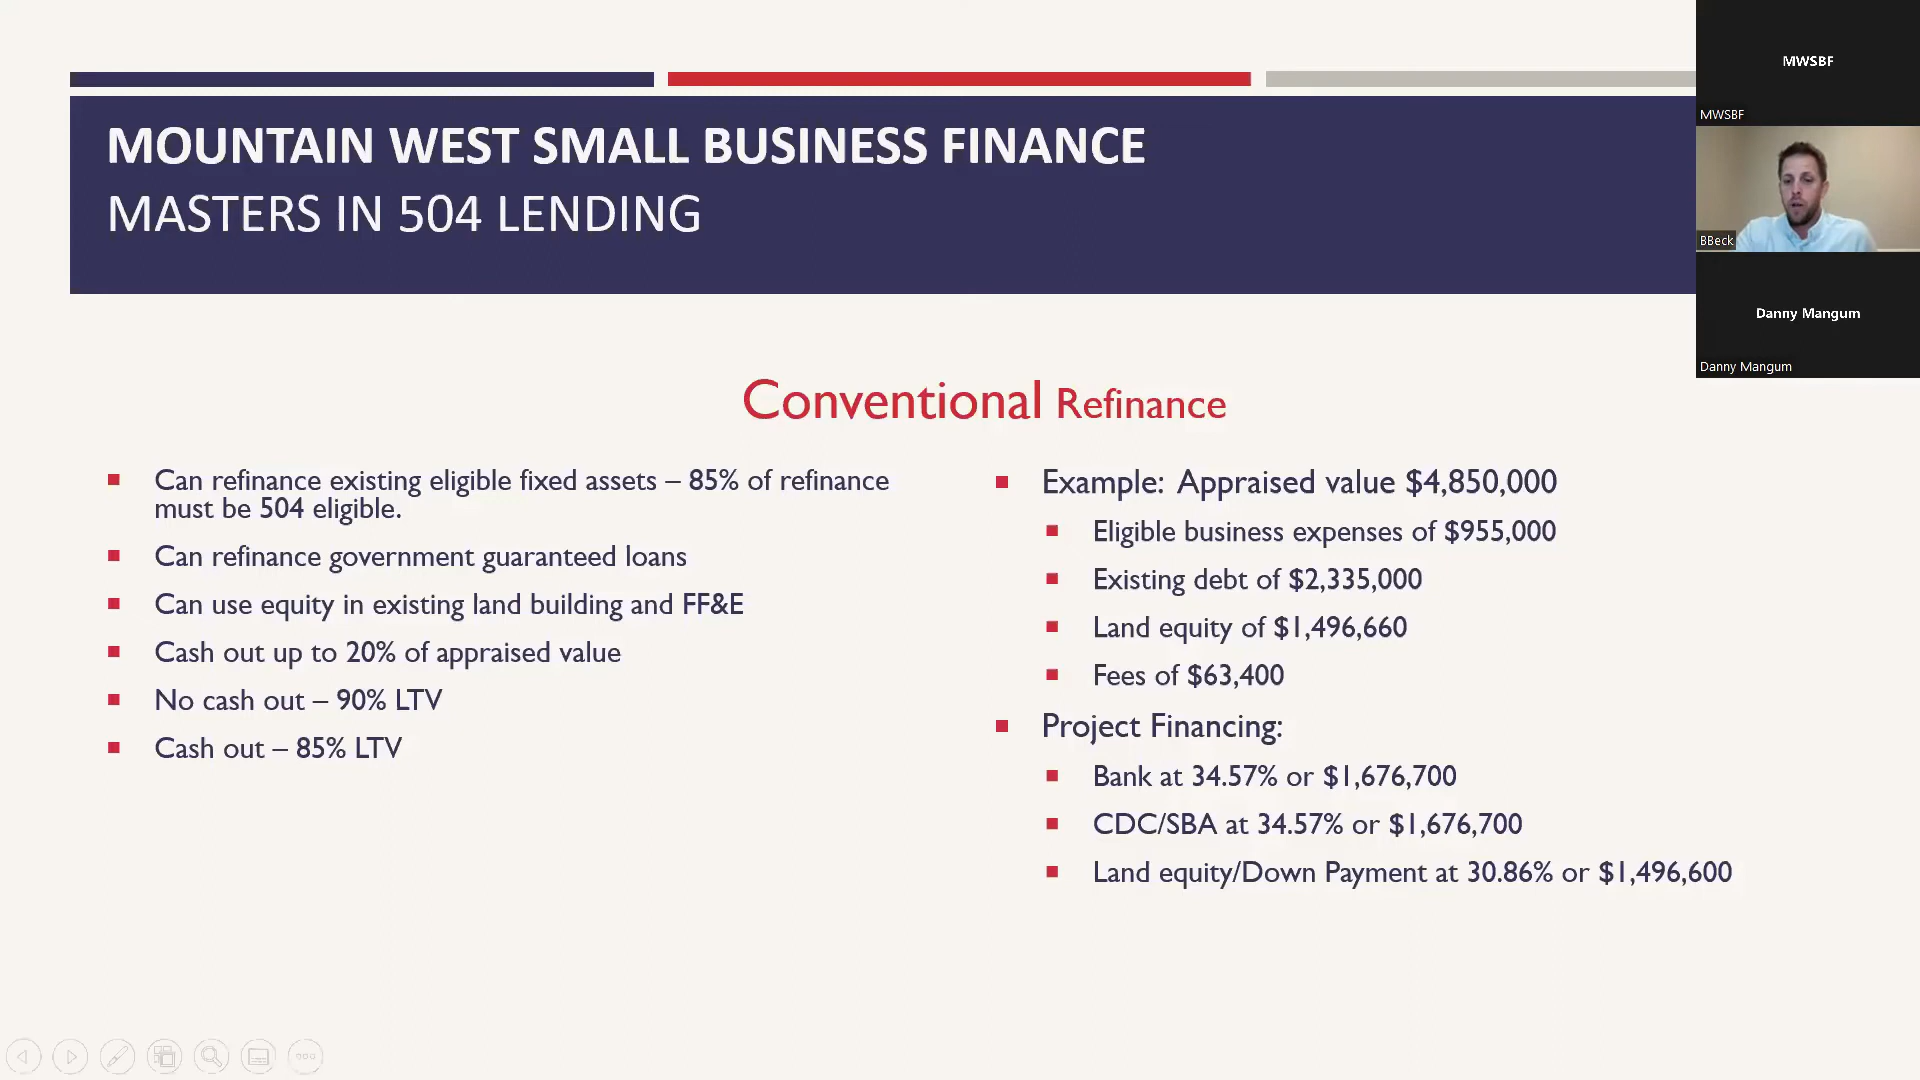 MOUNTAIN WEST SMALL BUSINESS FINANCE
MASTERS IN 504 LENDING
MWSBF
MWSBF
BBeck
Danny Mangum
Danny Mangum
Conventional Refinance
Can refinance existing eligible fixed assets – 85% of refinance
must be 504 eligible.
Can refinance government guaranteed loans
Can use equity in existing land building and FF&E
Cash out up to 20% of appraised value
No cash out – 90% LTV
Cash out – 85% LTV
Example: Appraised value $4,850,000
Eligible business expenses of $955,000
Existing debt of $2,335,000
Land equity of $1,496,660
Fees of $63,400
Project Financing:
Bank at 34.57% or $1,676,700
CDC/SBA at 34.57% or $1,676,700
Land equity/Down Payment at 30.86% or $1,496,600